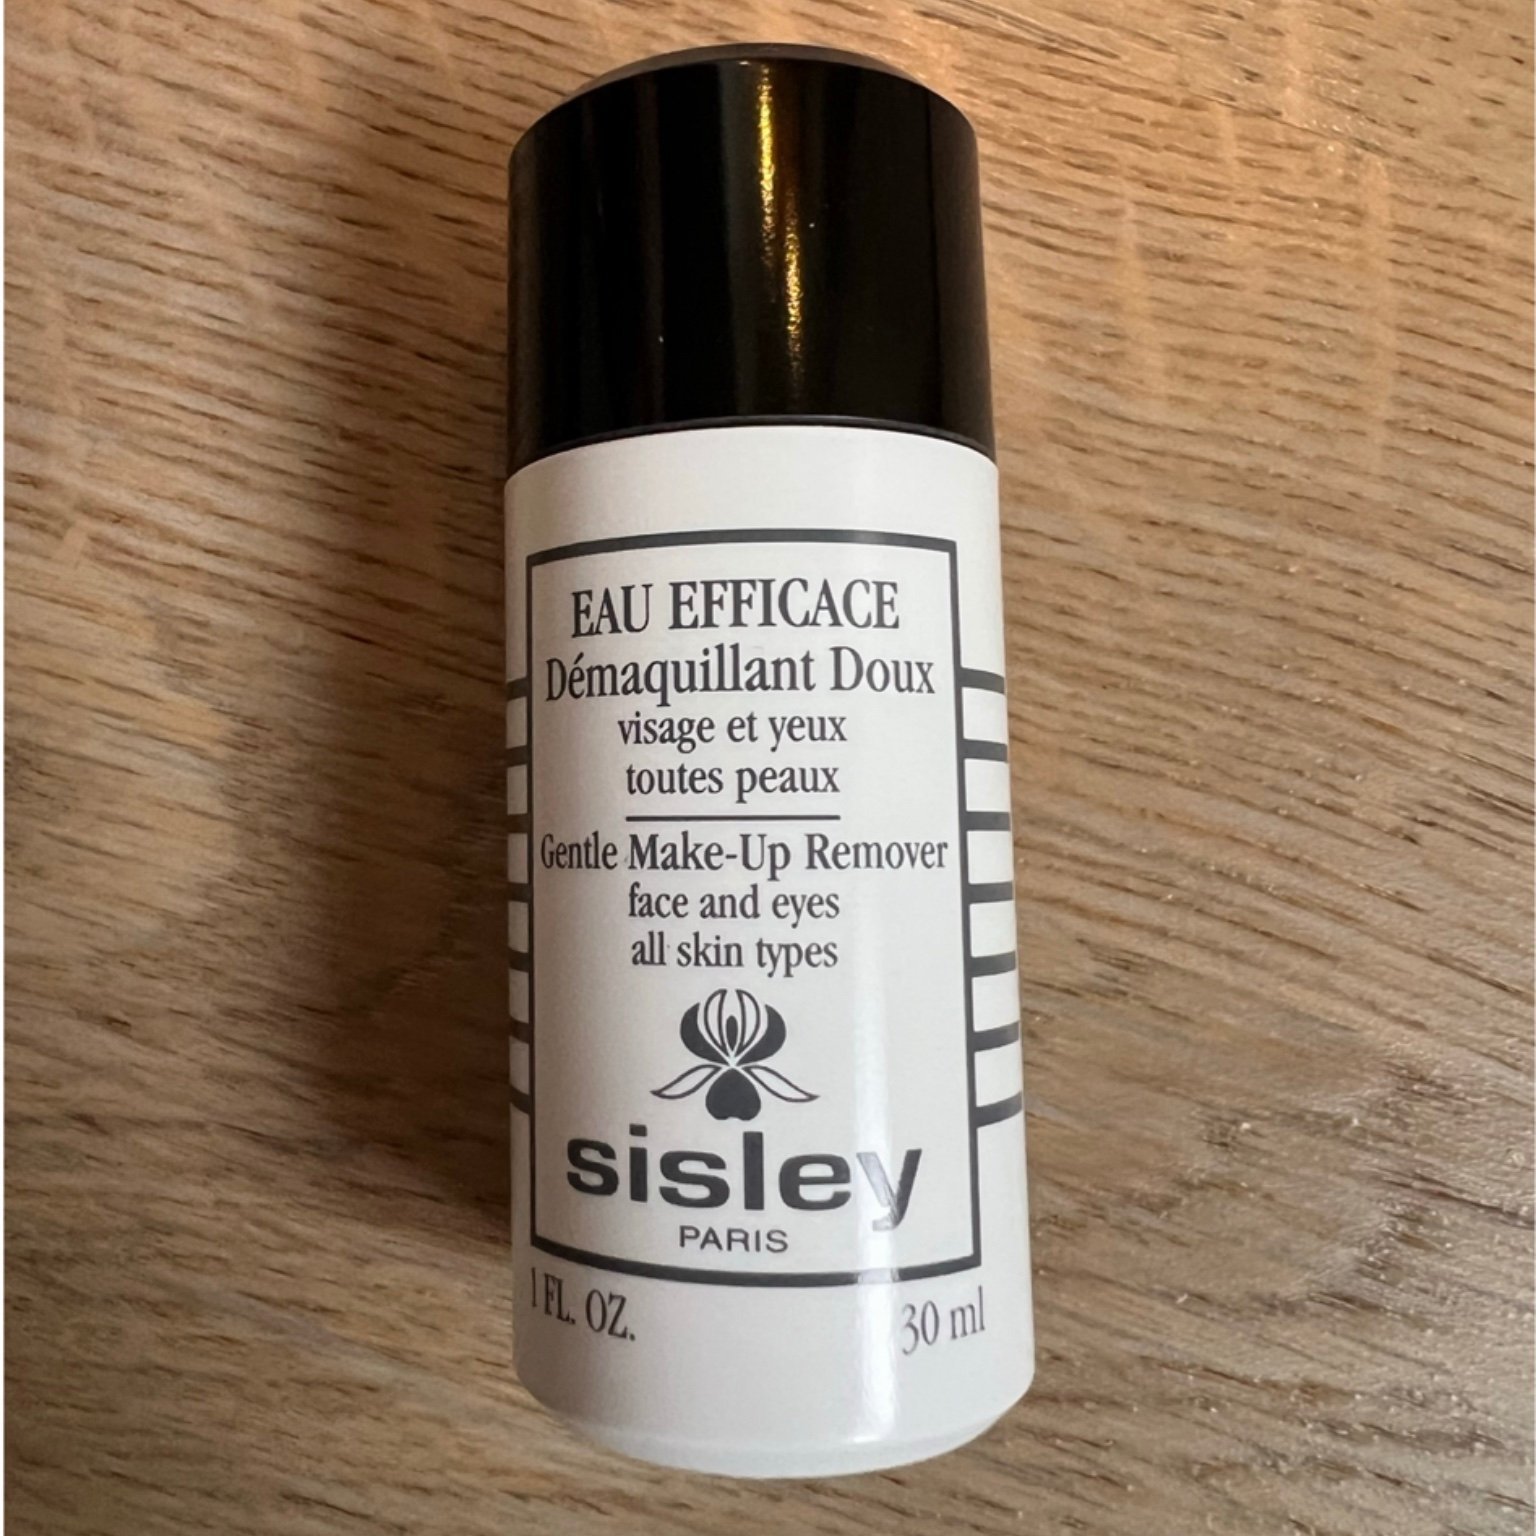 EAU EFFICACE
Démaquillant Doux
visage et yeux
toutes peaux
Gentle Make-Up Remover
face and eyes
all skin types
sisley
PARIS
1 FL. OZ. 30 ml